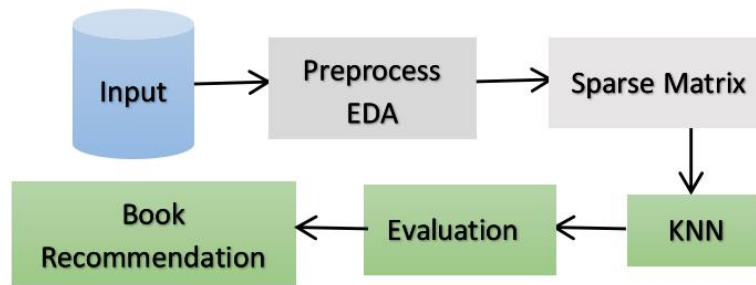 Input
Preprocess
EDA
Sparse Matrix
KNN
Evaluation
Book
Recommendation